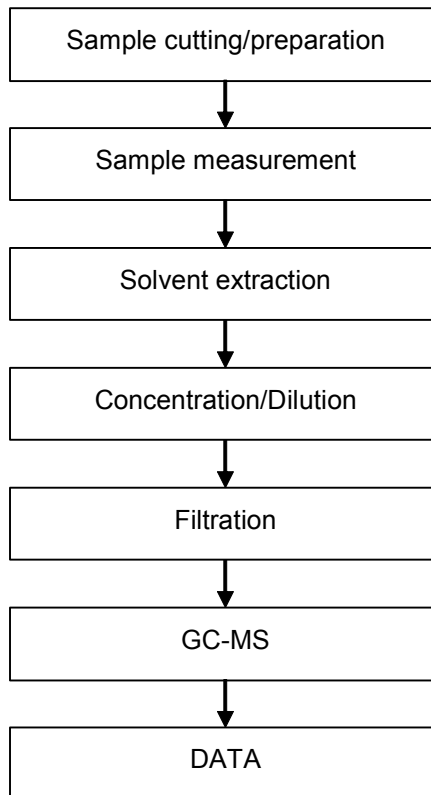 Sample cutting/preparation
Sample measurement
Solvent extraction
Concentration/Dilution
Filtration
GC-MS
DATA